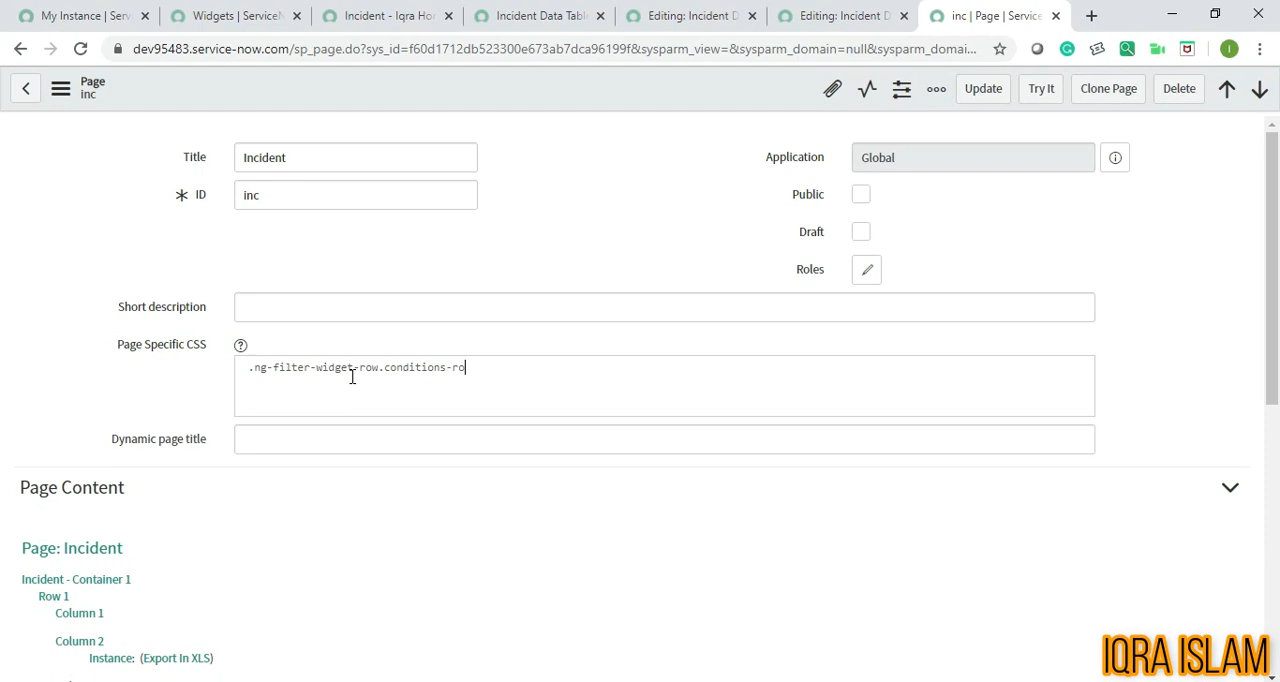 My Instance | Serv
Widgets | ServiceN
Incident - Iqra Ho
Incident Data Tabl
Editing: Incident D
Editing: Incident D
inc | Page | Service
dev95483.service-now.com/sp_page.do?sys_id=f60d1712db523300e673ab7dca96199f&sysparm_view=&sysparm_domain=null&sysparm_domai...
I
Page
inc
Update
Try It
Clone Page
Delete
Title
Incident
Application
Global
ID
inc
Public
Draft
Roles
Short description
Page Specific CSS
.ng-filter-widget-row.conditions-ro
Dynamic page title
Page Content
Page: Incident
Incident - Container 1
Row 1
Column 1
Column 2
Instance: (Export In XLS)
IQRA ISLAM